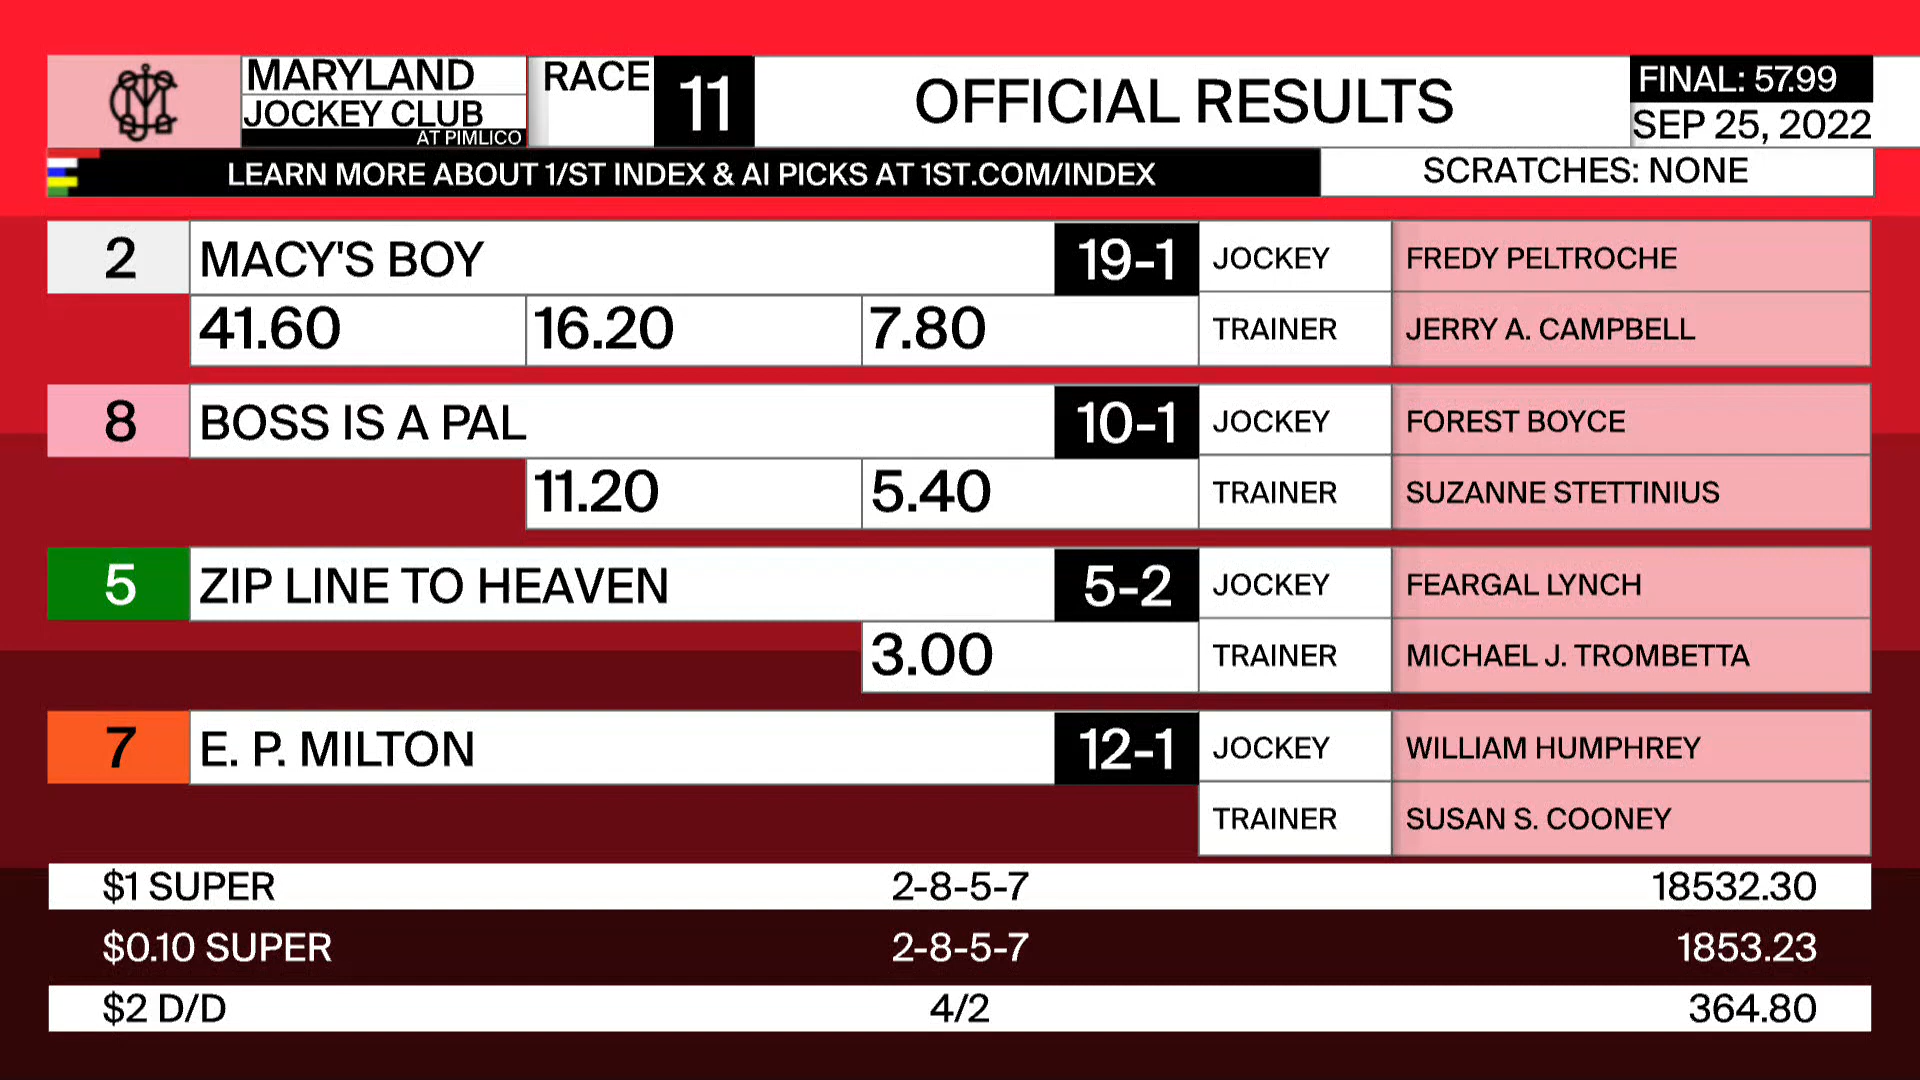 MARYLAND
JOCKEY CLUB
AT PIMLICO
RACE 11
OFFICIAL RESULTS
FINAL: 57.99
SEP 25, 2022
LEARN MORE ABOUT 1/ST INDEX & AI PICKS AT 1ST.COM/INDEX
SCRATCHES: NONE
2 MACY'S BOY 19-1 JOCKEY FREDY PELTROCHE
41.60 16.20 7.80 TRAINER JERRY A. CAMPBELL
8 BOSS IS A PAL 10-1 JOCKEY FOREST BOYCE
11.20 5.40 TRAINER SUZANNE STETTINIUS
5 ZIP LINE TO HEAVEN 5-2 JOCKEY FEARGAL LYNCH
3.00 TRAINER MICHAEL J. TROMBETTA
7 E. P. MILTON 12-1 JOCKEY WILLIAM HUMPHREY
TRAINER SUSAN S. COONEY
$1 SUPER 2-8-5-7 18532.30
$0.10 SUPER 2-8-5-7 1853.23
$2 D/D 4/2 364.80